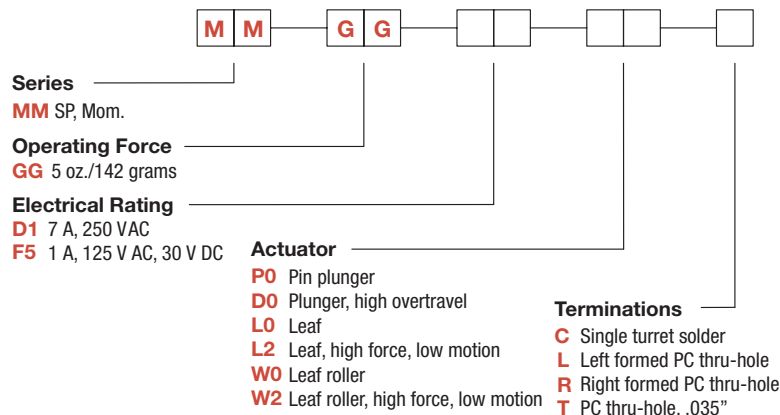 M M G G
Series
MM SP, Mom.
Operating Force
GG 5 oz./142 grams
Electrical Rating
D1 7 A, 250 VAC
F5 1 A, 125 V AC, 30 V DC
Actuator
P0 Pin plunger
D0 Plunger, high overtravel
L0 Leaf
L2 Leaf, high force, low motion
W0 Leaf roller
W2 Leaf roller, high force, low motion
Terminations
C Single turret solder
L Left formed PC thru-hole
R Right formed PC thru-hole
T PC thru-hole, .035”